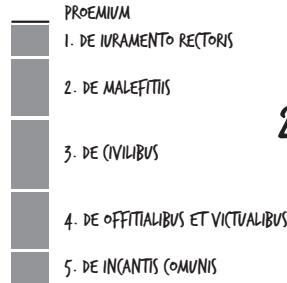 PROEMIUM
1. DE IURAMENTO RECTORIS
2. DE MALEFITIIS
3. DE CIVILIBUS
4. DE OFFITIALIBUS ET VICTUALIBUS
5. DE INCANTIS COMUNIS